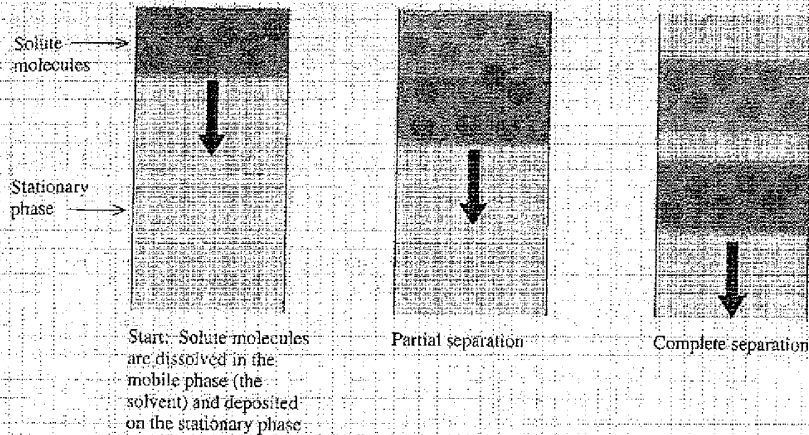 Solute
molecules
Stationary
phase
Start: Solute molecules
are dissolved in the
mobile phase (the
solvent) and deposited
on the stationary phase
Partial separation
Complete separation